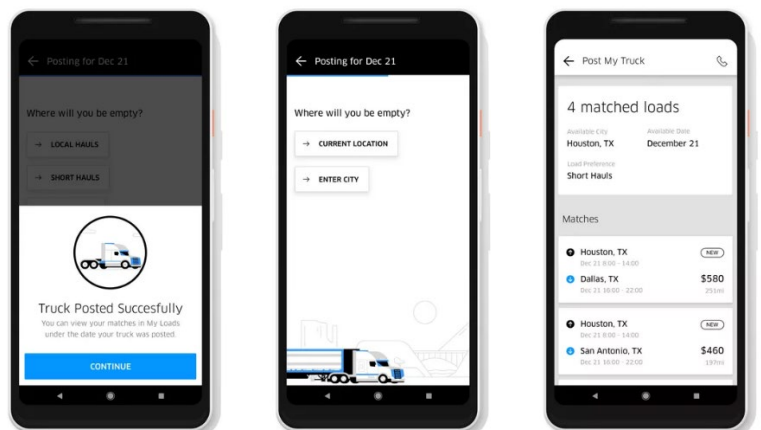 Posting for Dec 21
Where will you be empty?
LOCAL HAULS
SHORT HAULS
Truck Posted Succesfully
You can view your matches in My Loads
under the date your truck was posted.
CONTINUE
Posting for Dec 21
Where will you be empty?
CURRENT LOCATION
ENTER CITY
Post My Truck
4 matched loads
Available City
Available Date
Houston, TX
December 21
Load Preference
Short Hauls
Matches
Houston, TX
NEW
Dec 21 8:00 - 14:00
Dallas, TX
$580
Dec 21 16:00 - 22:00
251mi
Houston, TX
NEW
Dec 21 8:00 - 14:00
San Antonio, TX
$460
Dec 21 16:00 - 22:00
197mi